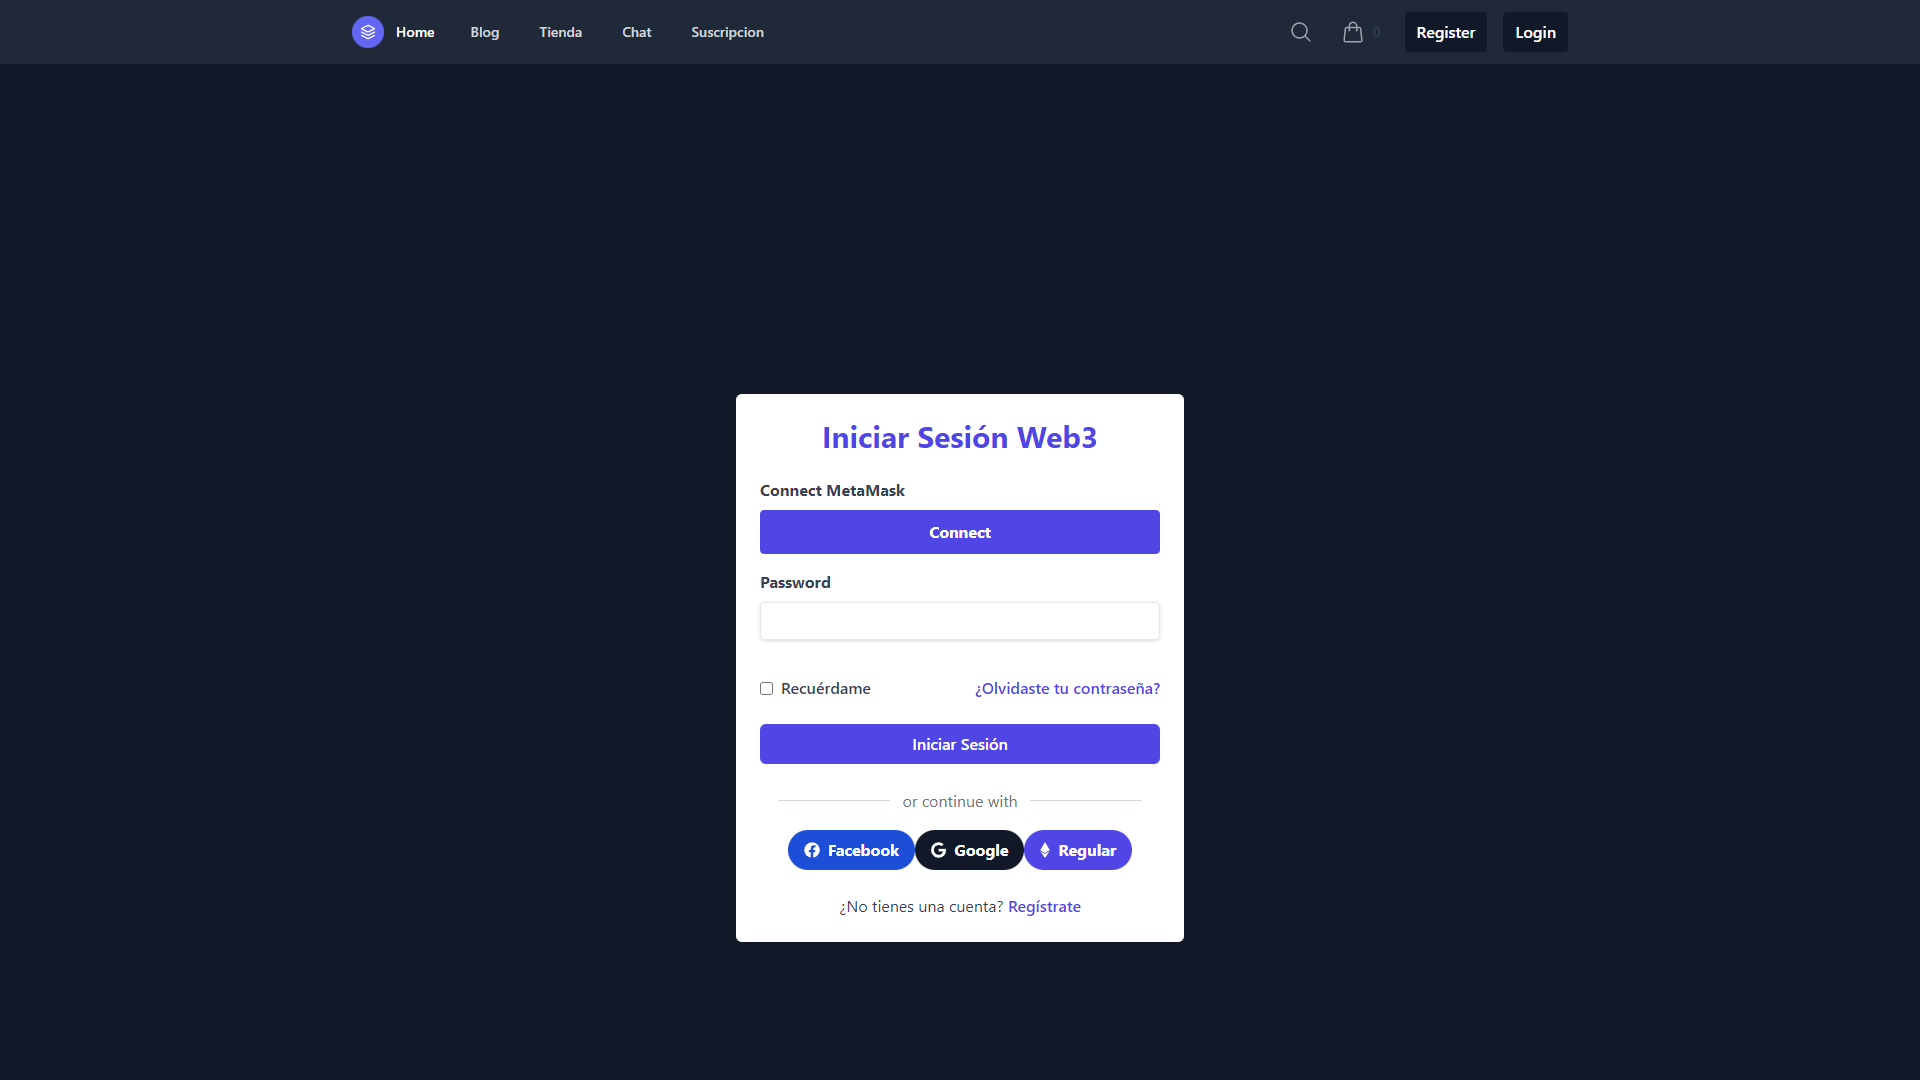 Home Blog Tienda Chat Suscripcion 0 Register Login
Iniciar Sesión Web3
Connect MetaMask
Connect
Password
Recuérdame ¿Olvidaste tu contraseña?
Iniciar Sesión
or continue with
Facebook Google Regular
¿No tienes una cuenta? Regístrate